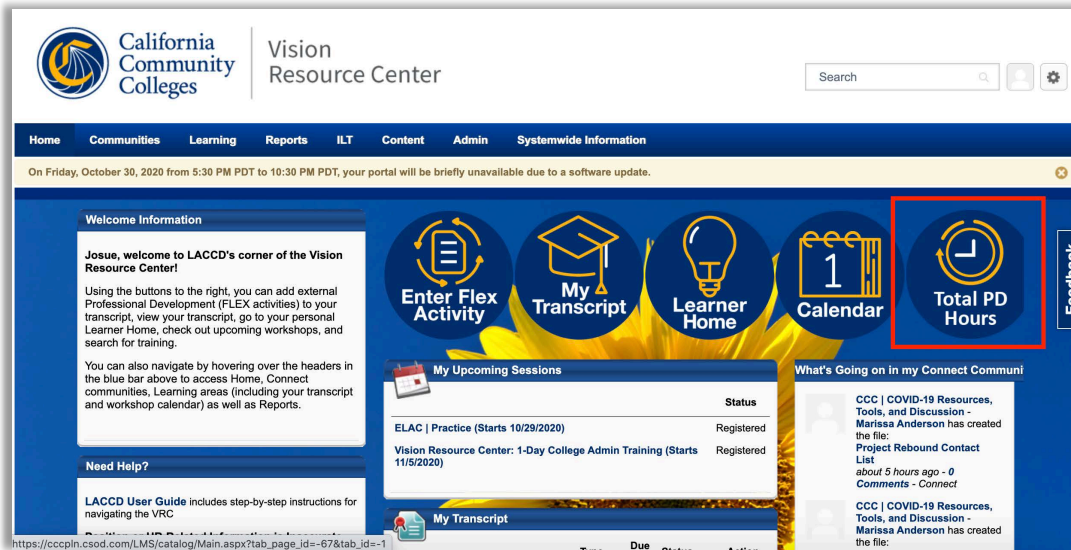 California
Community
Colleges
Vision
Resource Center
Search
Home Communities Learning Reports ILT Content Admin Systemwide Information
On Friday, October 30, 2020 from 5:30 PM PDT to 10:30 PM PDT, your portal will be briefly unavailable due to a software update.
Welcome Information
Josue, welcome to LACCD's corner of the Vision
Resource Center!
Using the buttons to the right, you can add external
Professional Development (FLEX activities) to your
transcript, view your transcript, go to your personal
Learner Home, check out upcoming workshops, and
search for training.
You can also navigate by hovering over the headers in
the blue bar above to access Home, Connect
communities, Learning areas (including your transcript
and workshop calendar) as well as Reports.
Need Help?
LACCD User Guide includes step-by-step instructions for
navigating the VRC
https://cccpln.csod.com/LMS/catalog/Main.aspx?tab_page_id=-67&tab_id=-1
Enter Flex
Activity
My
Transcript
Learner
Home
1
Calendar
Total PD
Hours
Feedback
My Upcoming Sessions
Status
ELAC | Practice (Starts 10/29/2020) Registered
Vision Resource Center: 1-Day College Admin Training (Starts Registered
11/5/2020)
My Transcript
Type Due Status Action
What's Going on in my Connect Communi
CCC | COVID-19 Resources,
Tools, and Discussion -
Marissa Anderson has created
the file:
Project Rebound Contact
List
about 5 hours ago - 0
Comments - Connect
CCC | COVID-19 Resources,
Tools, and Discussion -
Marissa Anderson has created
the file: